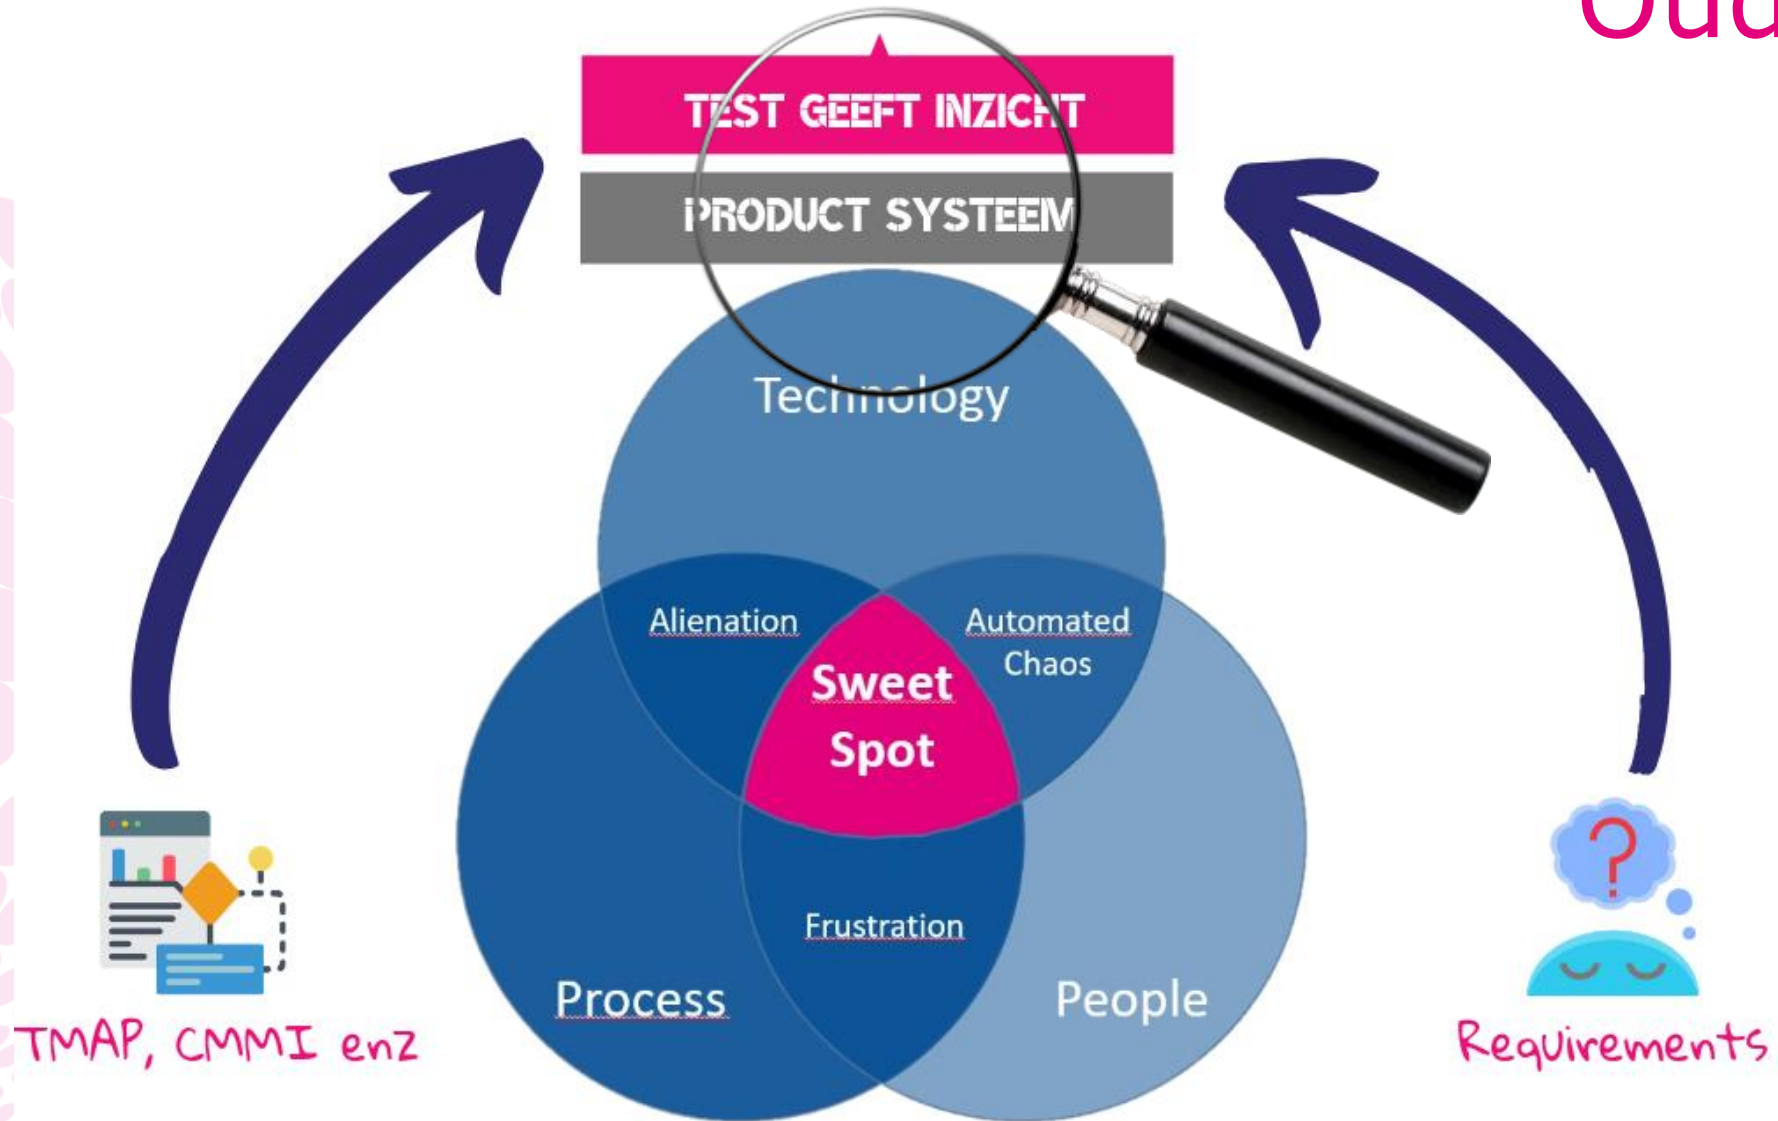 TEST GEEFT INZICHT
PRODUCT SYSTEEM
Technology
Alienation
Automated
Chaos
Sweet
Spot
Frustration
Process
People
TMAP, CMMI enz
Requirements